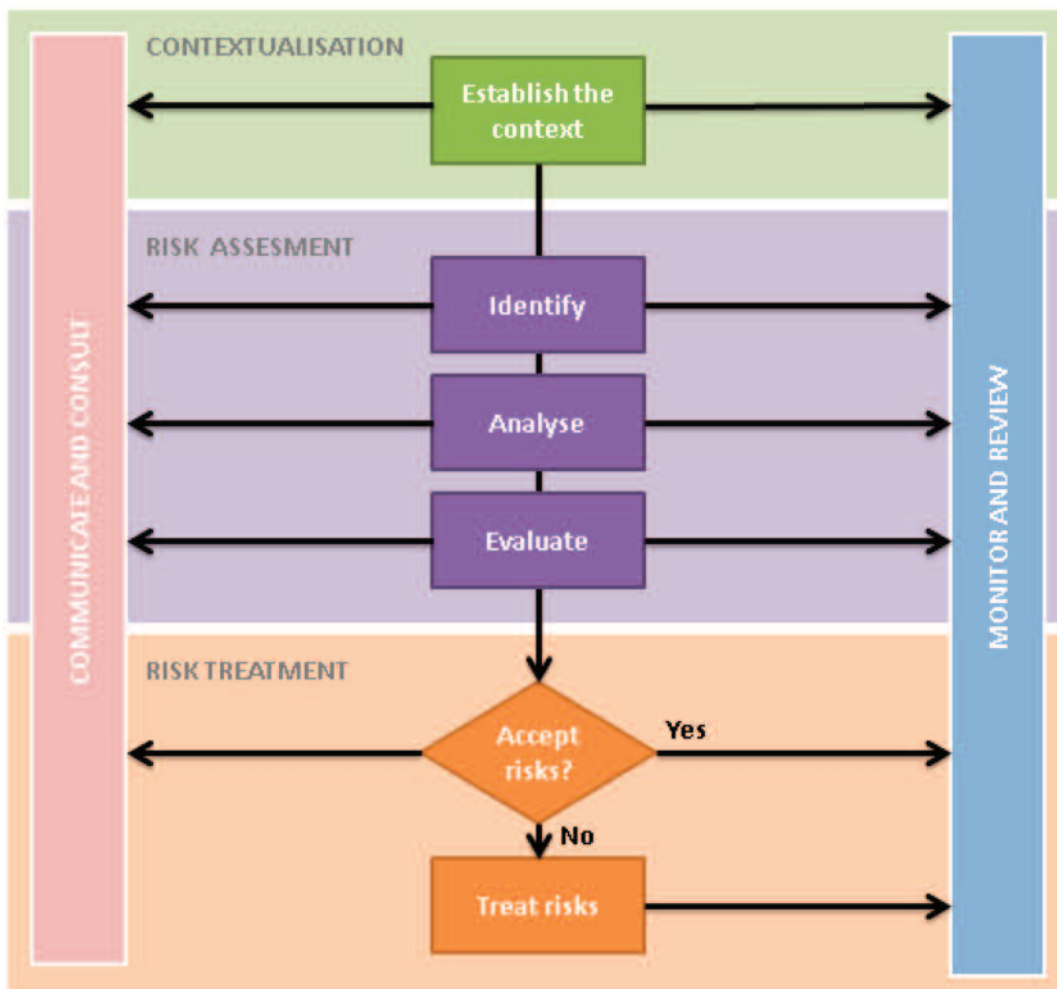 CONTEXTUALISATION
Establish the
context
RISK ASSESMENT
Identify
Analyse
Evaluate
RISK TREATMENT
Accept
risks?
Yes
No
Treat risks
COMMUNICATE AND CONSULT
MONITOR AND REVIEW